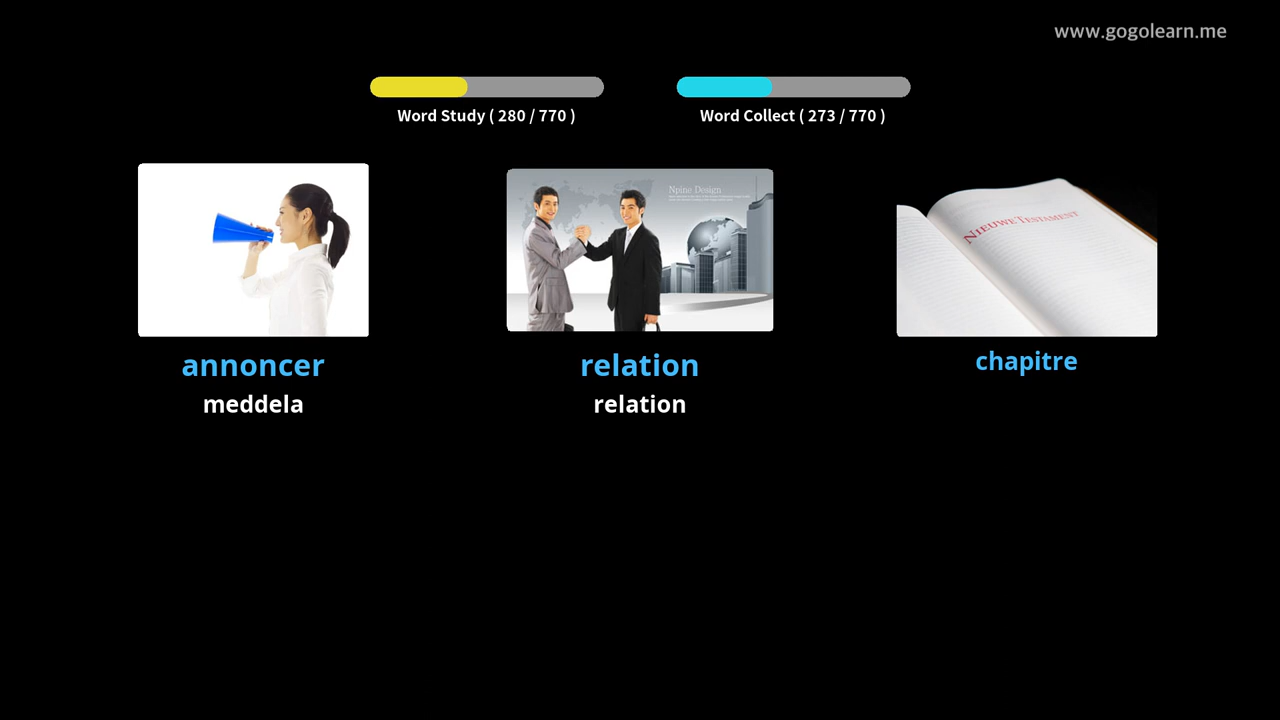 www.gogolearn.me
Word Study ( 280 / 770 )
Word Collect ( 273 / 770 )
Npine Design
NIEUWE TESTAMENT
annoncer
relation
chapitre
meddela
relation